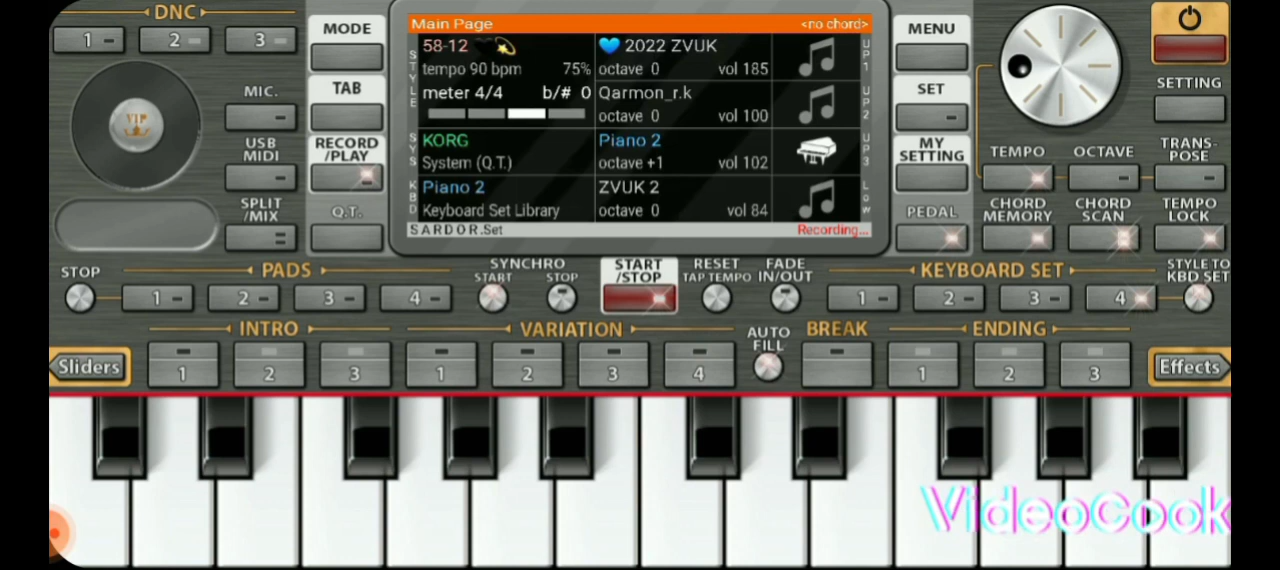 DNC
1 2 3
MODE
TAB
RECORD
/PLAY
Q.T.
VIP
MIC.
USB
MIDI
SPLIT
/MIX
Main Page <no chord>
STYLE
58-12 🖤💫
tempo 90 bpm 75%
meter 4/4 b/# 0
SYS
KORG
System (Q.T.)
KBD
Piano 2
Keyboard Set Library
💙 2022 ZVUK
octave 0 vol 185
UP1
Qarmon_r.k
octave 0 vol 100
UP2
Piano 2
octave +1 vol 102
UP3
ZVUK 2
octave 0 vol 84
Low
SARDOR.Set Recording...
MENU
SET
MY
SETTING
PEDAL
SETTING
TEMPO OCTAVE TRANS-
POSE
CHORD
MEMORY
CHORD
SCAN
TEMPO
LOCK
STOP
PADS
1 2 3 4
SYNCHRO
START STOP
START
/STOP
RESET
TAP TEMPO
FADE
IN/OUT
KEYBOARD SET
1 2 3 4
STYLE TO
KBD SET
Sliders
INTRO
1 2 3
VARIATION
1 2 3 4
AUTO
FILL
BREAK
ENDING
1 2 3
Effects
VideoCook